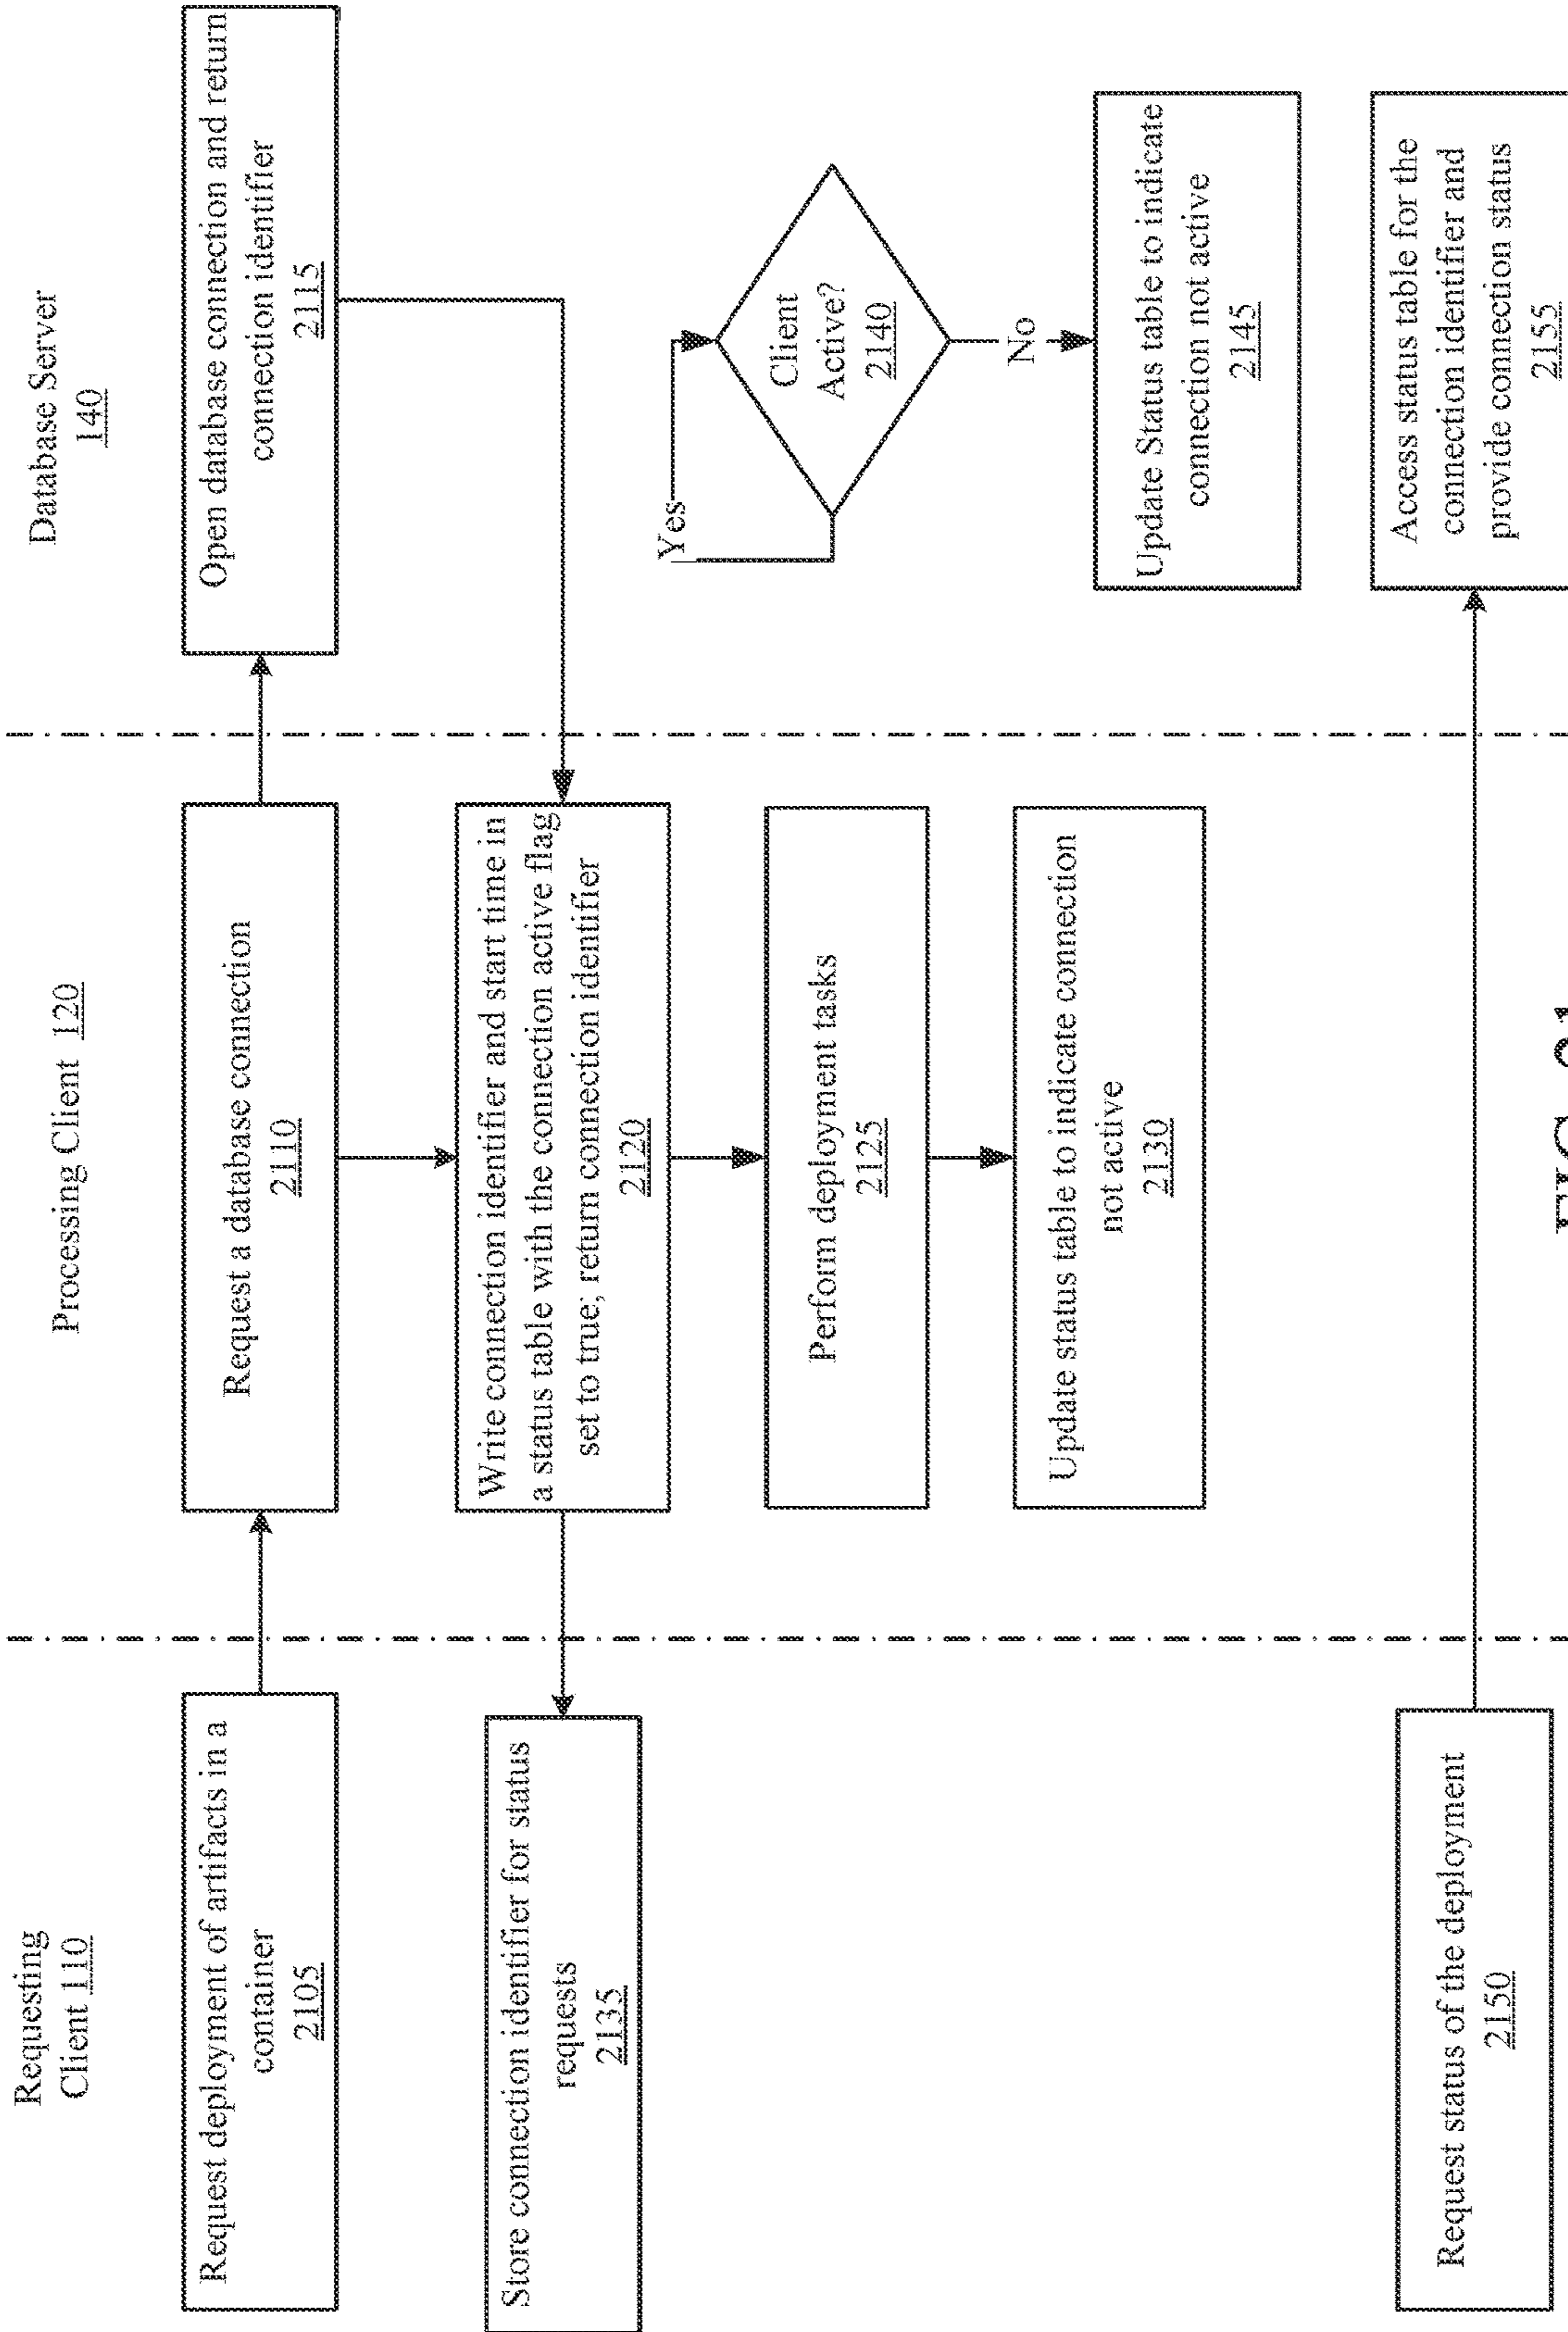 Requesting
Client 110
Processing Client 120
Database Server
140
Request deployment of artifacts in a
container
2105
Request a database connection
2110
Open database connection and return
connection identifier
2115
Store connection identifier for status
requests
2135
Write connection identifier and start time in
a status table with the connection active flag
set to true; return connection identifier
2120
Yes
Client
Active?
2140
No
Perform deployment tasks
2125
Update status table to indicate connection
not active
2130
Update Status table to indicate
connection not active
2145
Request status of the deployment
2150
Access status table for the
connection identifier and
provide connection status
2155